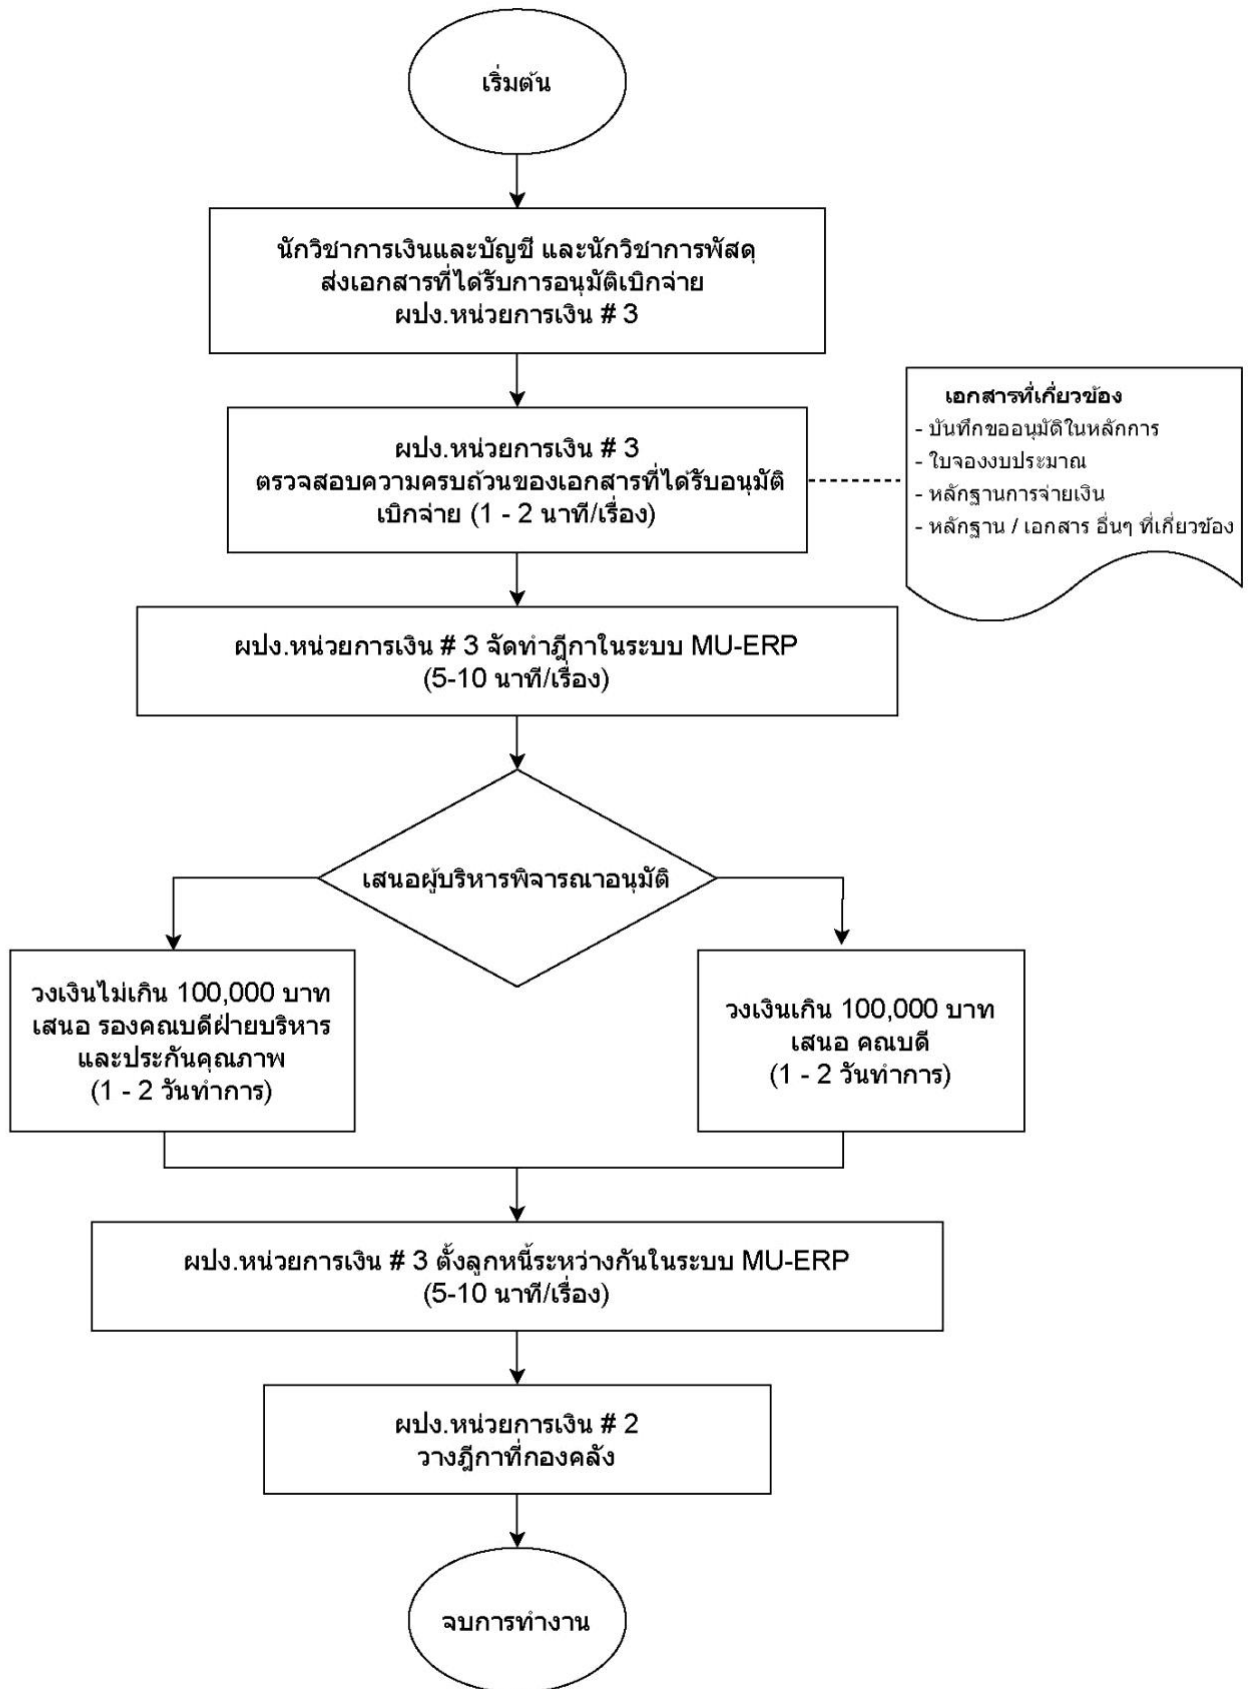 เริ่มต้น
นักวิชาการเงินและบัญชี และนักวิชาการพัสดุ
ส่งเอกสารที่ได้รับการอนุมัติเบิกจ่าย
ผปง.หน่วยการเงิน # 3
ผปง.หน่วยการเงิน # 3
ตรวจสอบความครบถ้วนของเอกสารที่ได้รับอนุมัติ
เบิกจ่าย (1 - 2 นาที/เรื่อง)
เอกสารที่เกี่ยวข้อง
- บันทึกขออนุมัติในหลักการ
- ใบจองงบประมาณ
- หลักฐานการจ่ายเงิน
- หลักฐาน / เอกสาร อื่นๆ ที่เกี่ยวข้อง
ผปง.หน่วยการเงิน # 3 จัดทำฎีกาในระบบ MU-ERP
(5-10 นาที/เรื่อง)
เสนอผู้บริหารพิจารณาอนุมัติ
วงเงินไม่เกิน 100,000 บาท
เสนอ รองคณบดีฝ่ายบริหาร
และประกันคุณภาพ
(1 - 2 วันทำการ)
วงเงินเกิน 100,000 บาท
เสนอ คณบดี
(1 - 2 วันทำการ)
ผปง.หน่วยการเงิน # 3 ตั้งลูกหนี้ระหว่างกันในระบบ MU-ERP
(5-10 นาที/เรื่อง)
ผปง.หน่วยการเงิน # 2
วางฎีกาที่กองคลัง
จบการทำงาน